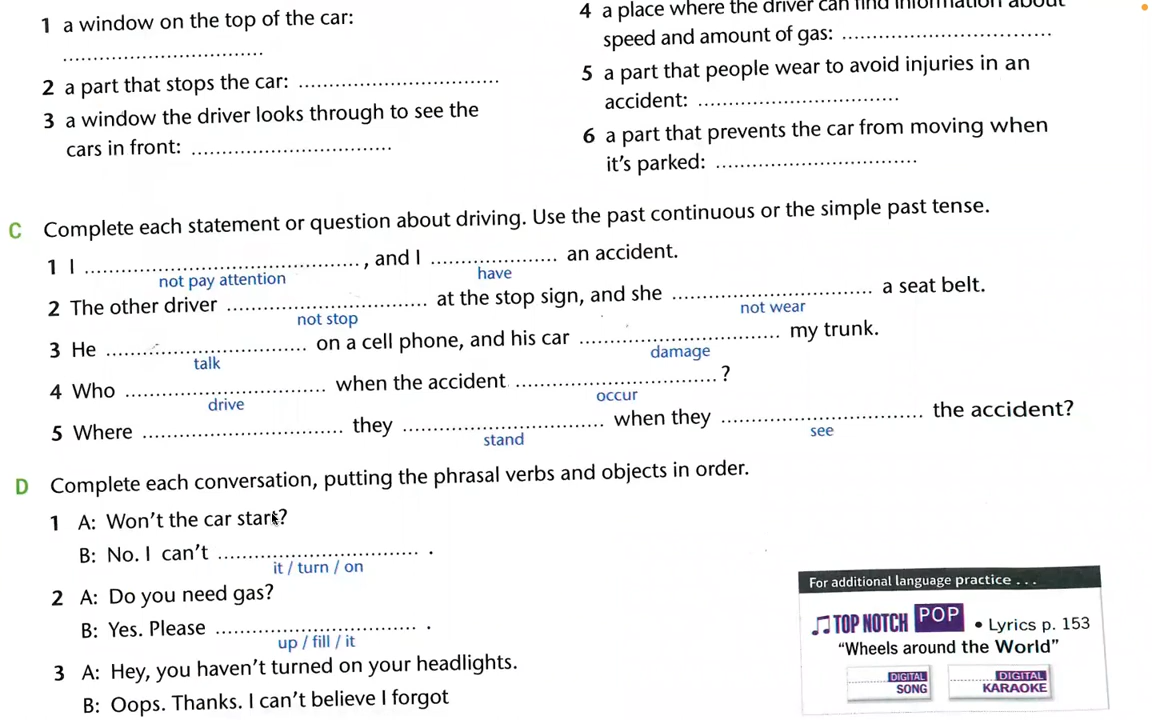 1 a window on the top of the car:
2 a part that stops the car:
3 a window the driver looks through to see the
cars in front:
4 a place where the driver can find information about
speed and amount of gas:
5 a part that people wear to avoid injuries in an
accident:
6 a part that prevents the car from moving when
it's parked:
C Complete each statement or question about driving. Use the past continuous or the simple past tense.
1 I ........................ , and I ............ an accident.
not pay attention have
2 The other driver ............ at the stop sign, and she ............ a seat belt.
not stop not wear
3 He ............ on a cell phone, and his car ............ my trunk.
talk damage
4 Who ............ when the accident ............ ?
drive occur
5 Where ............ they ............ when they ............ the accident?
stand see
D Complete each conversation, putting the phrasal verbs and objects in order.
1 A: Won't the car start?
B: No. I can't ............ .
it / turn / on
2 A: Do you need gas?
B: Yes. Please ............ .
up / fill / it
3 A: Hey, you haven't turned on your headlights.
B: Oops. Thanks. I can't believe I forgot
For additional language practice . . .
TOP NOTCH POP • Lyrics p. 153
"Wheels around the World"
DIGITAL SONG
DIGITAL KARAOKE